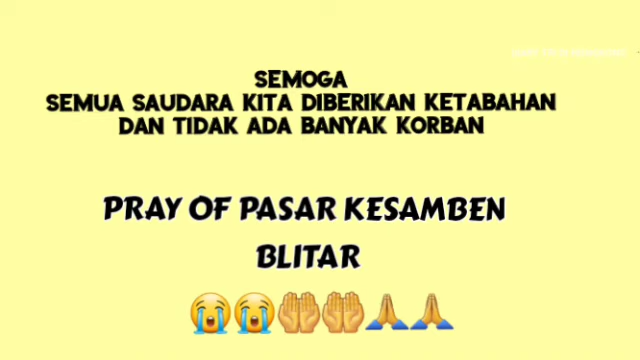 SEMOGA
SEMUA SAUDARA KITA DIBERIKAN KETABAHAN
DAN TIDAK ADA BANYAK KORBAN
PRAY OF PASAR KESAMBEN
BLITAR
😭😭🤲🤲🙏🙏